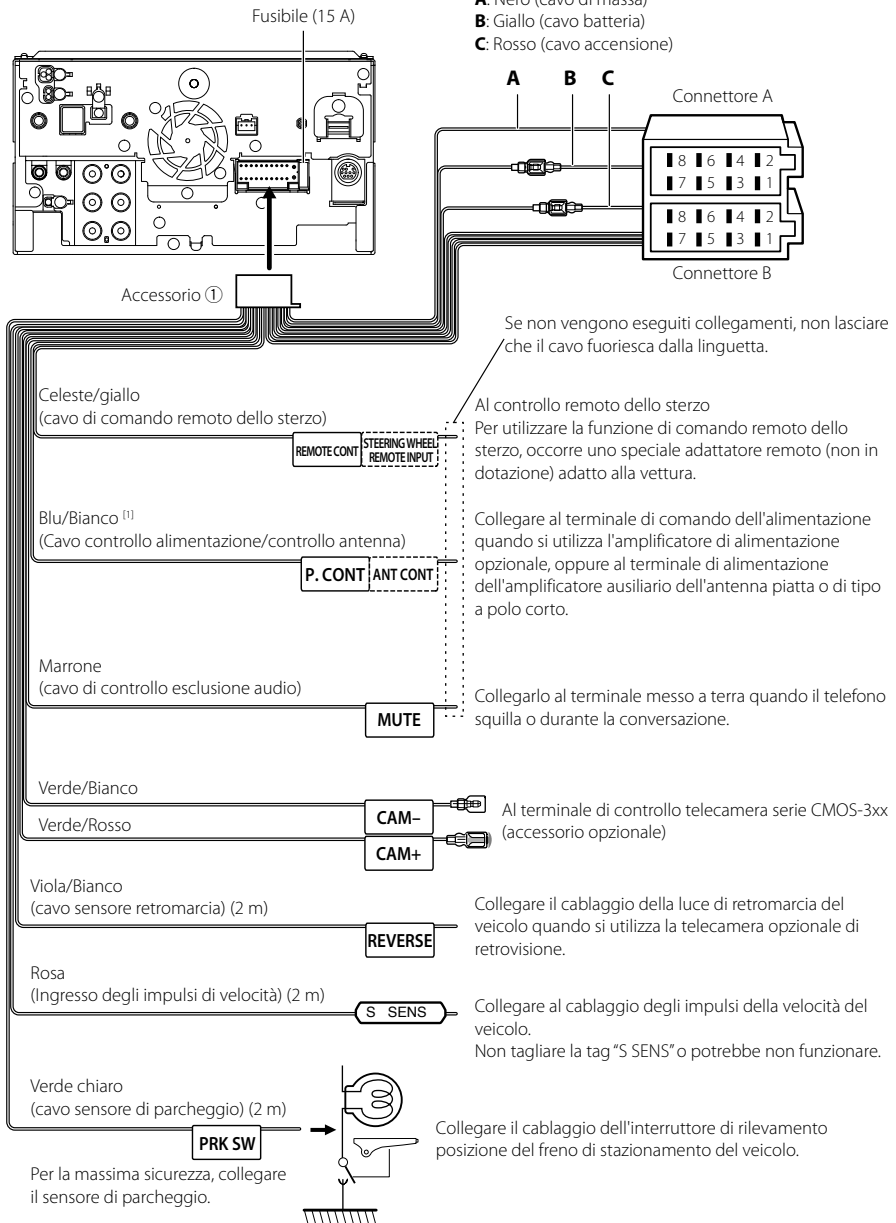 Fusibile (15 A)
A: Nero (cavo di massa)
B: Giallo (cavo batteria)
C: Rosso (cavo accensione)
A B C
Connettore A
8 6 4 2
7 5 3 1
8 6 4 2
7 5 3 1
Connettore B
Accessorio ①
Se non vengono eseguiti collegamenti, non lasciare
che il cavo fuoriesca dalla linguetta.
Celeste/giallo
(cavo di comando remoto dello sterzo)
REMOTE CONT
STEERING WHEEL
REMOTE INPUT
Al controllo remoto dello sterzo
Per utilizzare la funzione di comando remoto dello
sterzo, occorre uno speciale adattatore remoto (non in
dotazione) adatto alla vettura.
Blu/Bianco [1]
(Cavo controllo alimentazione/controllo antenna)
P. CONT ANT CONT
Collegare al terminale di comando dell'alimentazione
quando si utilizza l'amplificatore di alimentazione
opzionale, oppure al terminale di alimentazione
dell'amplificatore ausiliario dell'antenna piatta o di tipo
a polo corto.
Marrone
(cavo di controllo esclusione audio)
MUTE
Collegarlo al terminale messo a terra quando il telefono
squilla o durante la conversazione.
Verde/Bianco
CAM–
Verde/Rosso
CAM+
Al terminale di controllo telecamera serie CMOS-3xx
(accessorio opzionale)
Viola/Bianco
(cavo sensore retromarcia) (2 m)
REVERSE
Collegare il cablaggio della luce di retromarcia del
veicolo quando si utilizza la telecamera opzionale di
retrovisione.
Rosa
(Ingresso degli impulsi di velocità) (2 m)
S SENS
Collegare al cablaggio degli impulsi della velocità del
veicolo.
Non tagliare la tag “S SENS” o potrebbe non funzionare.
Verde chiaro
(cavo sensore di parcheggio) (2 m)
PRK SW
Per la massima sicurezza, collegare
il sensore di parcheggio.
Collegare il cablaggio dell'interruttore di rilevamento
posizione del freno di stazionamento del veicolo.